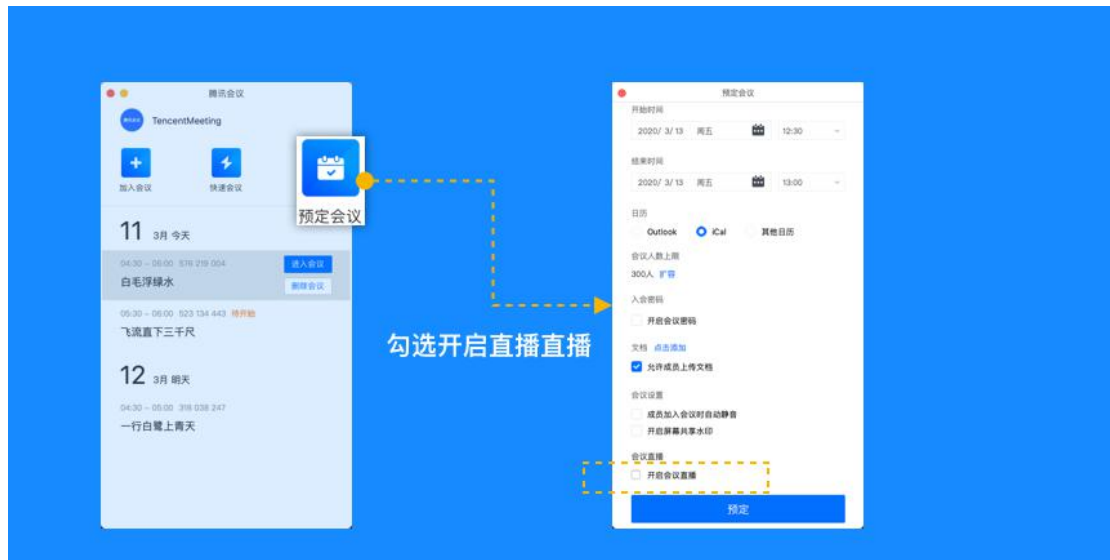 腾讯会议
TencentMeeting
加入会议
快速会议
预定会议
11 3月 今天
04:30 – 05:00 576 219 004
进入会议
白毛浮绿水
删除会议
05:30 – 06:00 523 134 443 待开始
飞流直下三千尺
12 3月 明天
04:30 – 05:00 318 038 247
一行白鹭上青天
勾选开启直播直播
预定会议
开始时间
2020/ 3/ 13 周五 12:30
结束时间
2020/ 3/ 13 周五 13:00
日历
Outlook iCal 其他日历
会议人数上限
300人 扩容
入会密码
开启会议密码
文档 点击添加
允许成员上传文档
会议设置
成员加入会议时自动静音
开启屏幕共享水印
会议直播
开启会议直播
预定